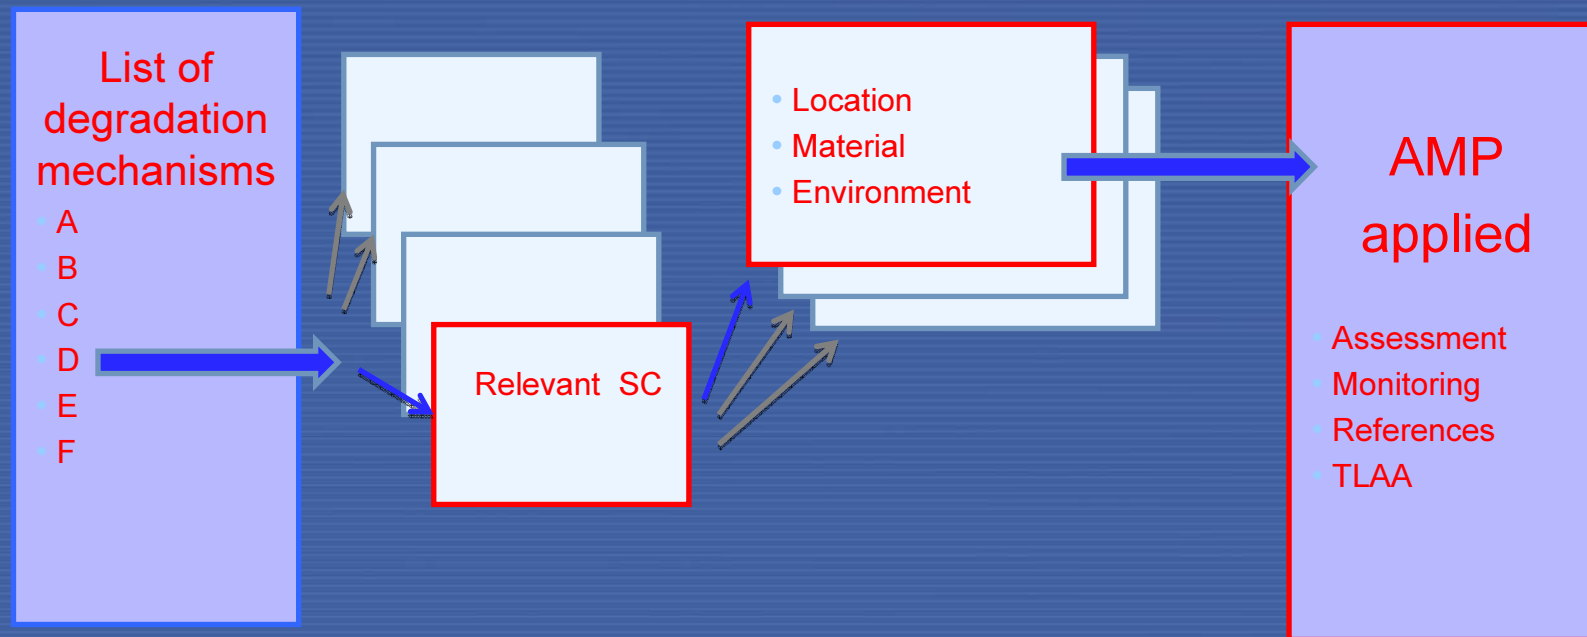 List of
degradation
mechanisms
• A
• B
• C
• D
• E
• F
Relevant SC
• Location
• Material
• Environment
AMP
applied
• Assessment
• Monitoring
• References
• TLAA